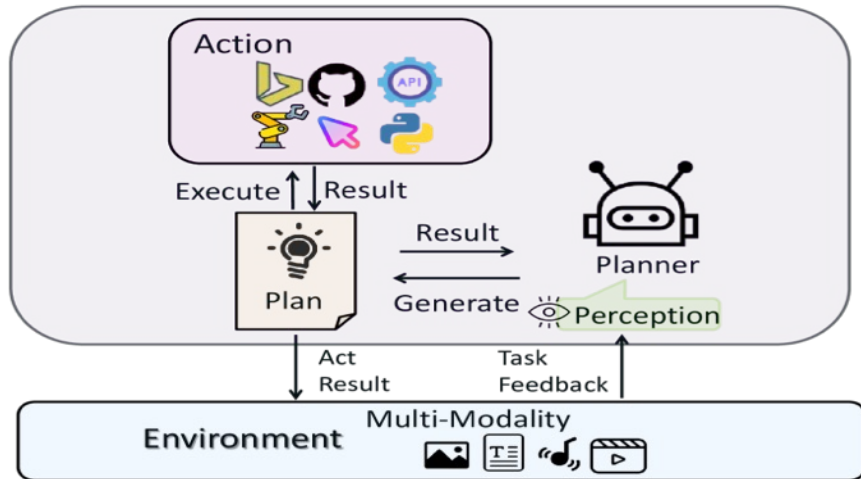 Action
API
Execute
Result
Plan
Result
Generate
Planner
Perception
Act
Result
Task
Feedback
Environment
Multi-Modality
T